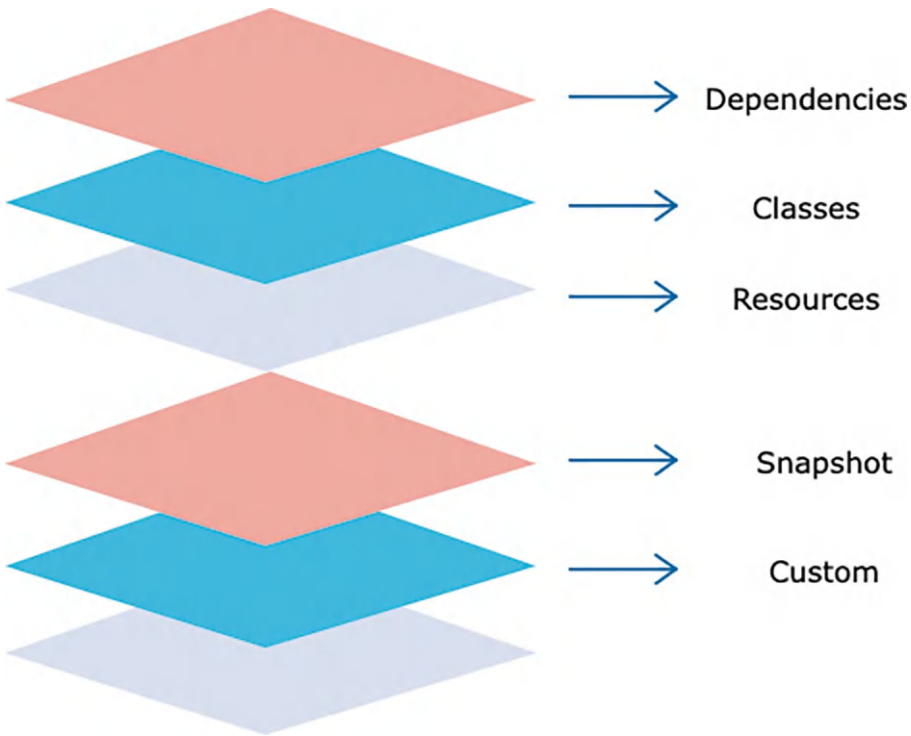 Dependencies
Classes
Resources
Snapshot
Custom